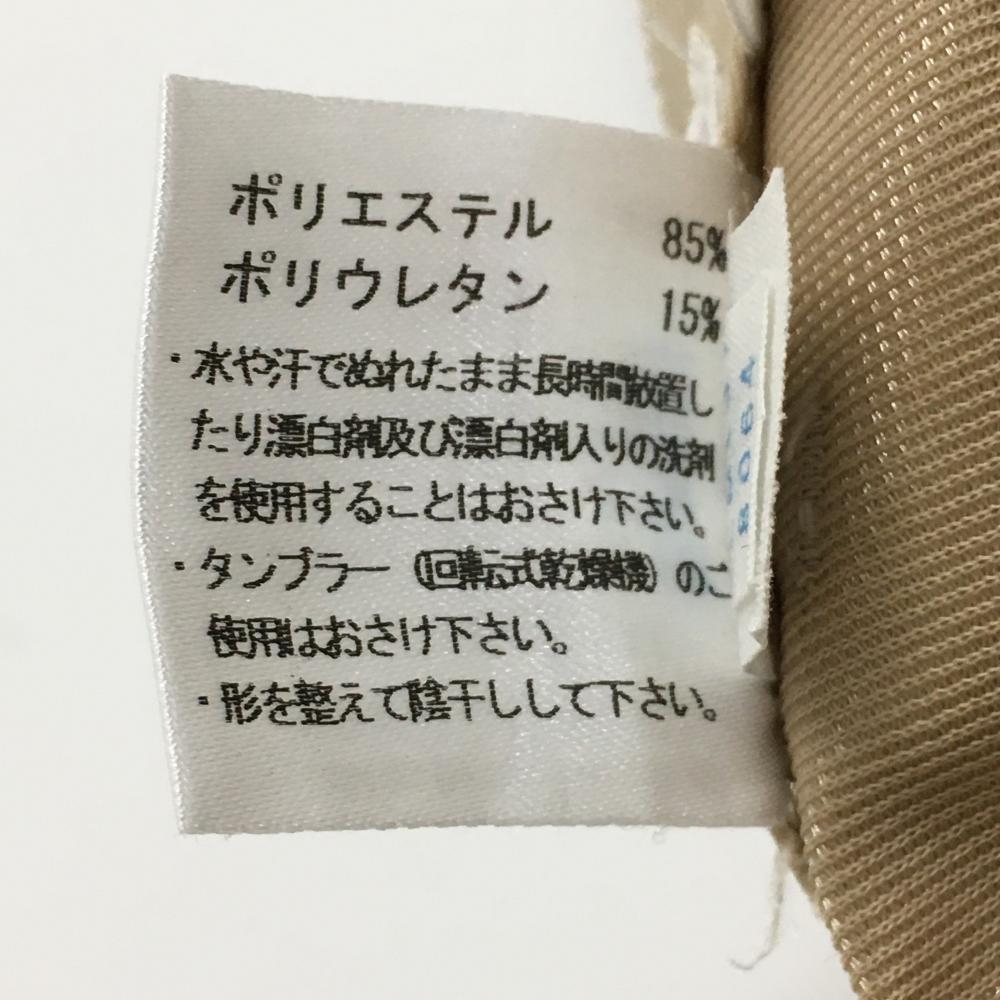 ポリエステル 85%
ポリウレタン 15%
・水や汗でぬれたまま長時間放置し
たり漂白剤及び漂白剤入りの洗剤
を使用することはおさけ下さい。
・タンブラー(回転式乾燥機)のご
使用はおさけ下さい。
・形を整えて陰干しして下さい。